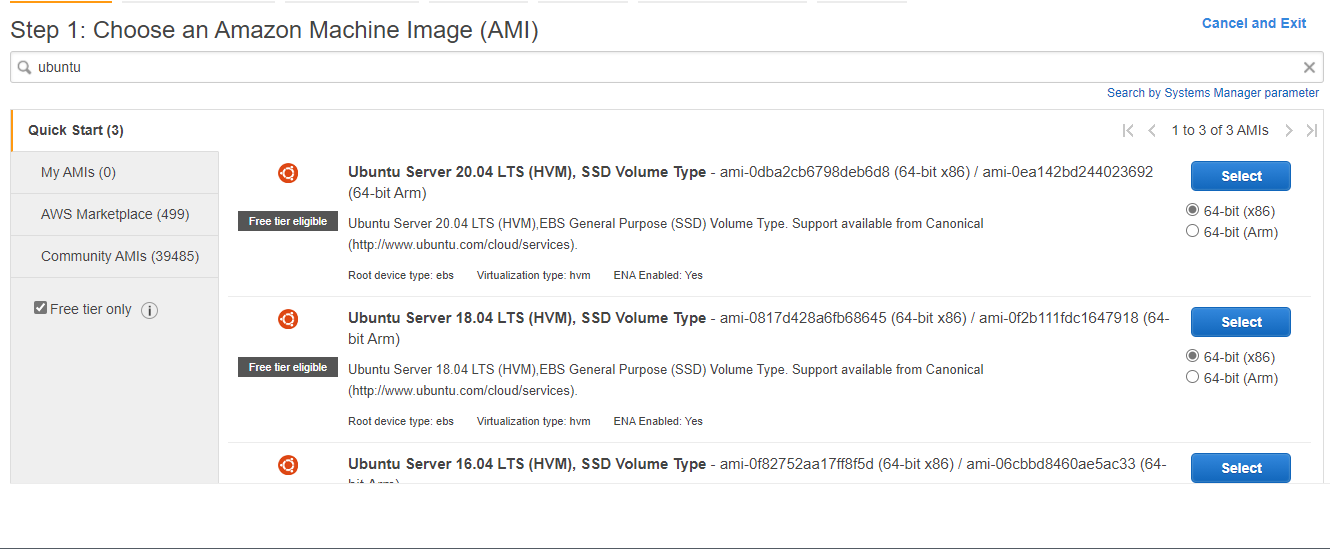 Step 1: Choose an Amazon Machine Image (AMI)
Cancel and Exit
ubuntu
Search by Systems Manager parameter
Quick Start (3)
1 to 3 of 3 AMIs
My AMIs (0)
AWS Marketplace (499)
Community AMIs (39485)
Free tier only
Ubuntu Server 20.04 LTS (HVM), SSD Volume Type - ami-0dba2cb6798deb6d8 (64-bit x86) / ami-0ea142bd244023692
(64-bit Arm)
Select
Free tier eligible
Ubuntu Server 20.04 LTS (HVM),EBS General Purpose (SSD) Volume Type. Support available from Canonical
(http://www.ubuntu.com/cloud/services).
64-bit (x86)
64-bit (Arm)
Root device type: ebs Virtualization type: hvm ENA Enabled: Yes
Ubuntu Server 18.04 LTS (HVM), SSD Volume Type - ami-0817d428a6fb68645 (64-bit x86) / ami-0f2b111fdc1647918 (64-
bit Arm)
Select
Free tier eligible
Ubuntu Server 18.04 LTS (HVM),EBS General Purpose (SSD) Volume Type. Support available from Canonical
(http://www.ubuntu.com/cloud/services).
64-bit (x86)
64-bit (Arm)
Root device type: ebs Virtualization type: hvm ENA Enabled: Yes
Ubuntu Server 16.04 LTS (HVM), SSD Volume Type - ami-0f82752aa17ff8f5d (64-bit x86) / ami-06cbbd8460ae5ac33 (64-
Select